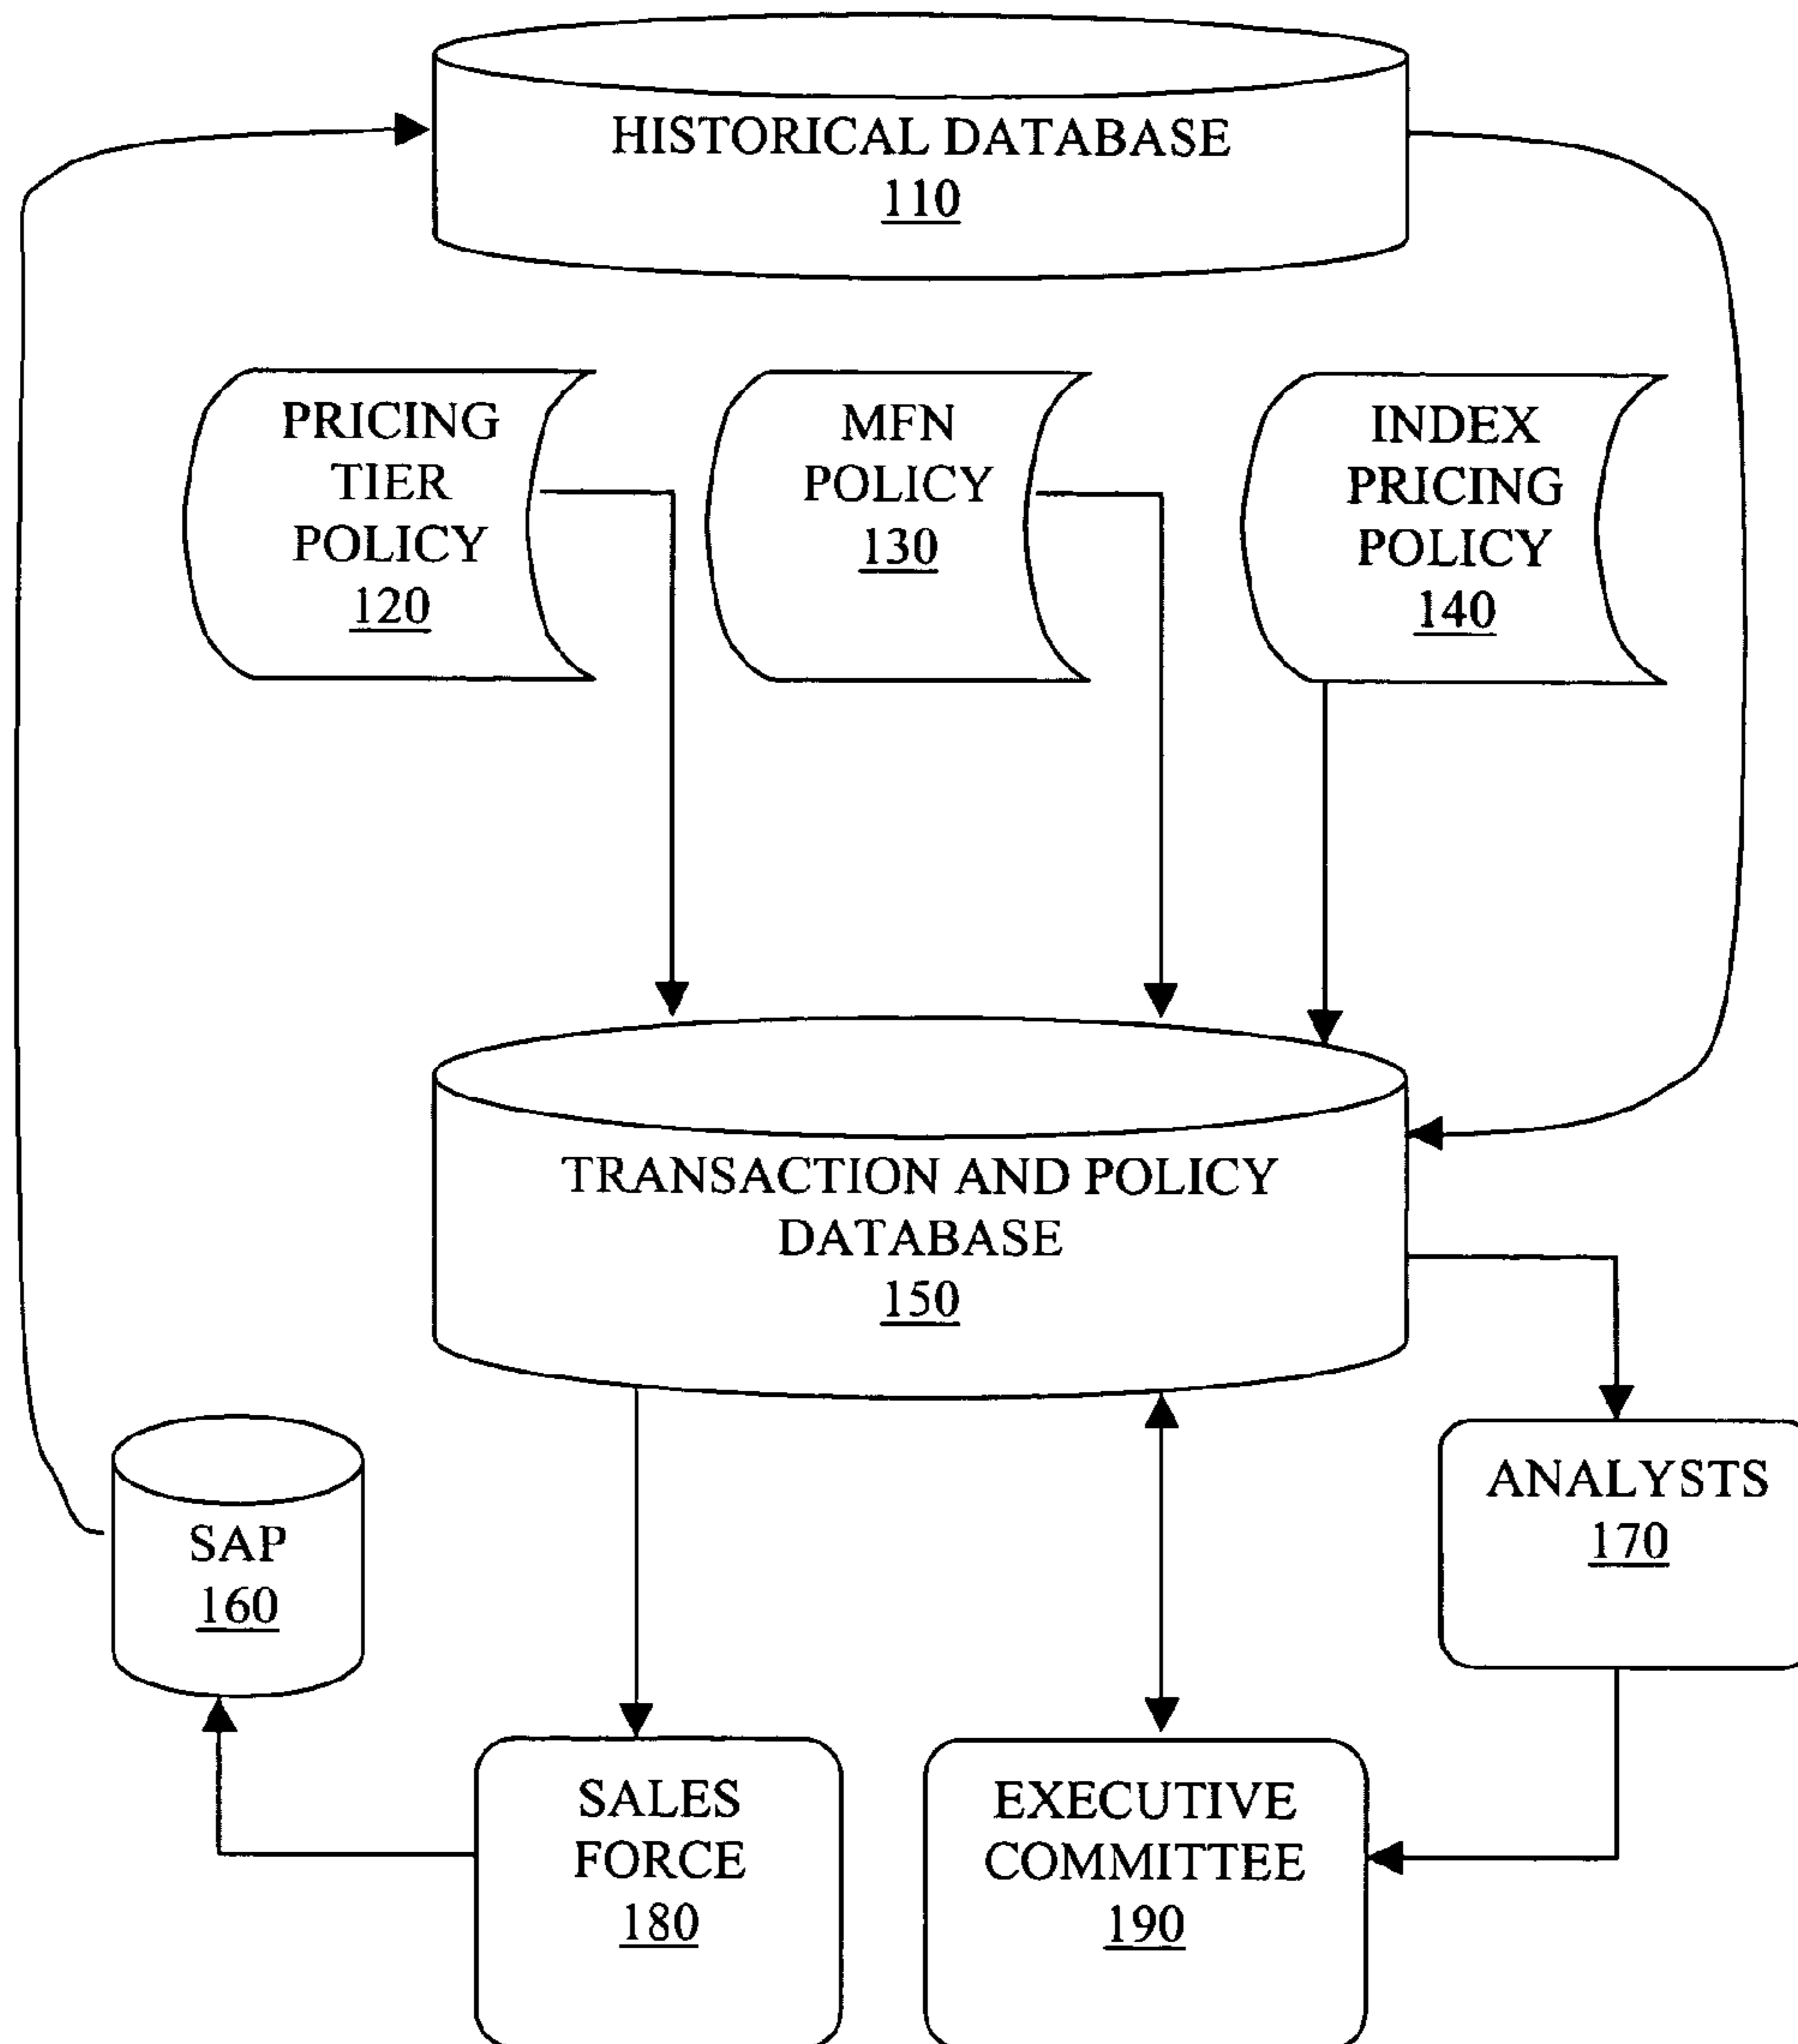 HISTORICAL DATABASE
110
PRICING
TIER
POLICY
120
MFN
POLICY
130
INDEX
PRICING
POLICY
140
TRANSACTION AND POLICY
DATABASE
150
SAP
160
ANALYSTS
170
SALES
FORCE
180
EXECUTIVE
COMMITTEE
190